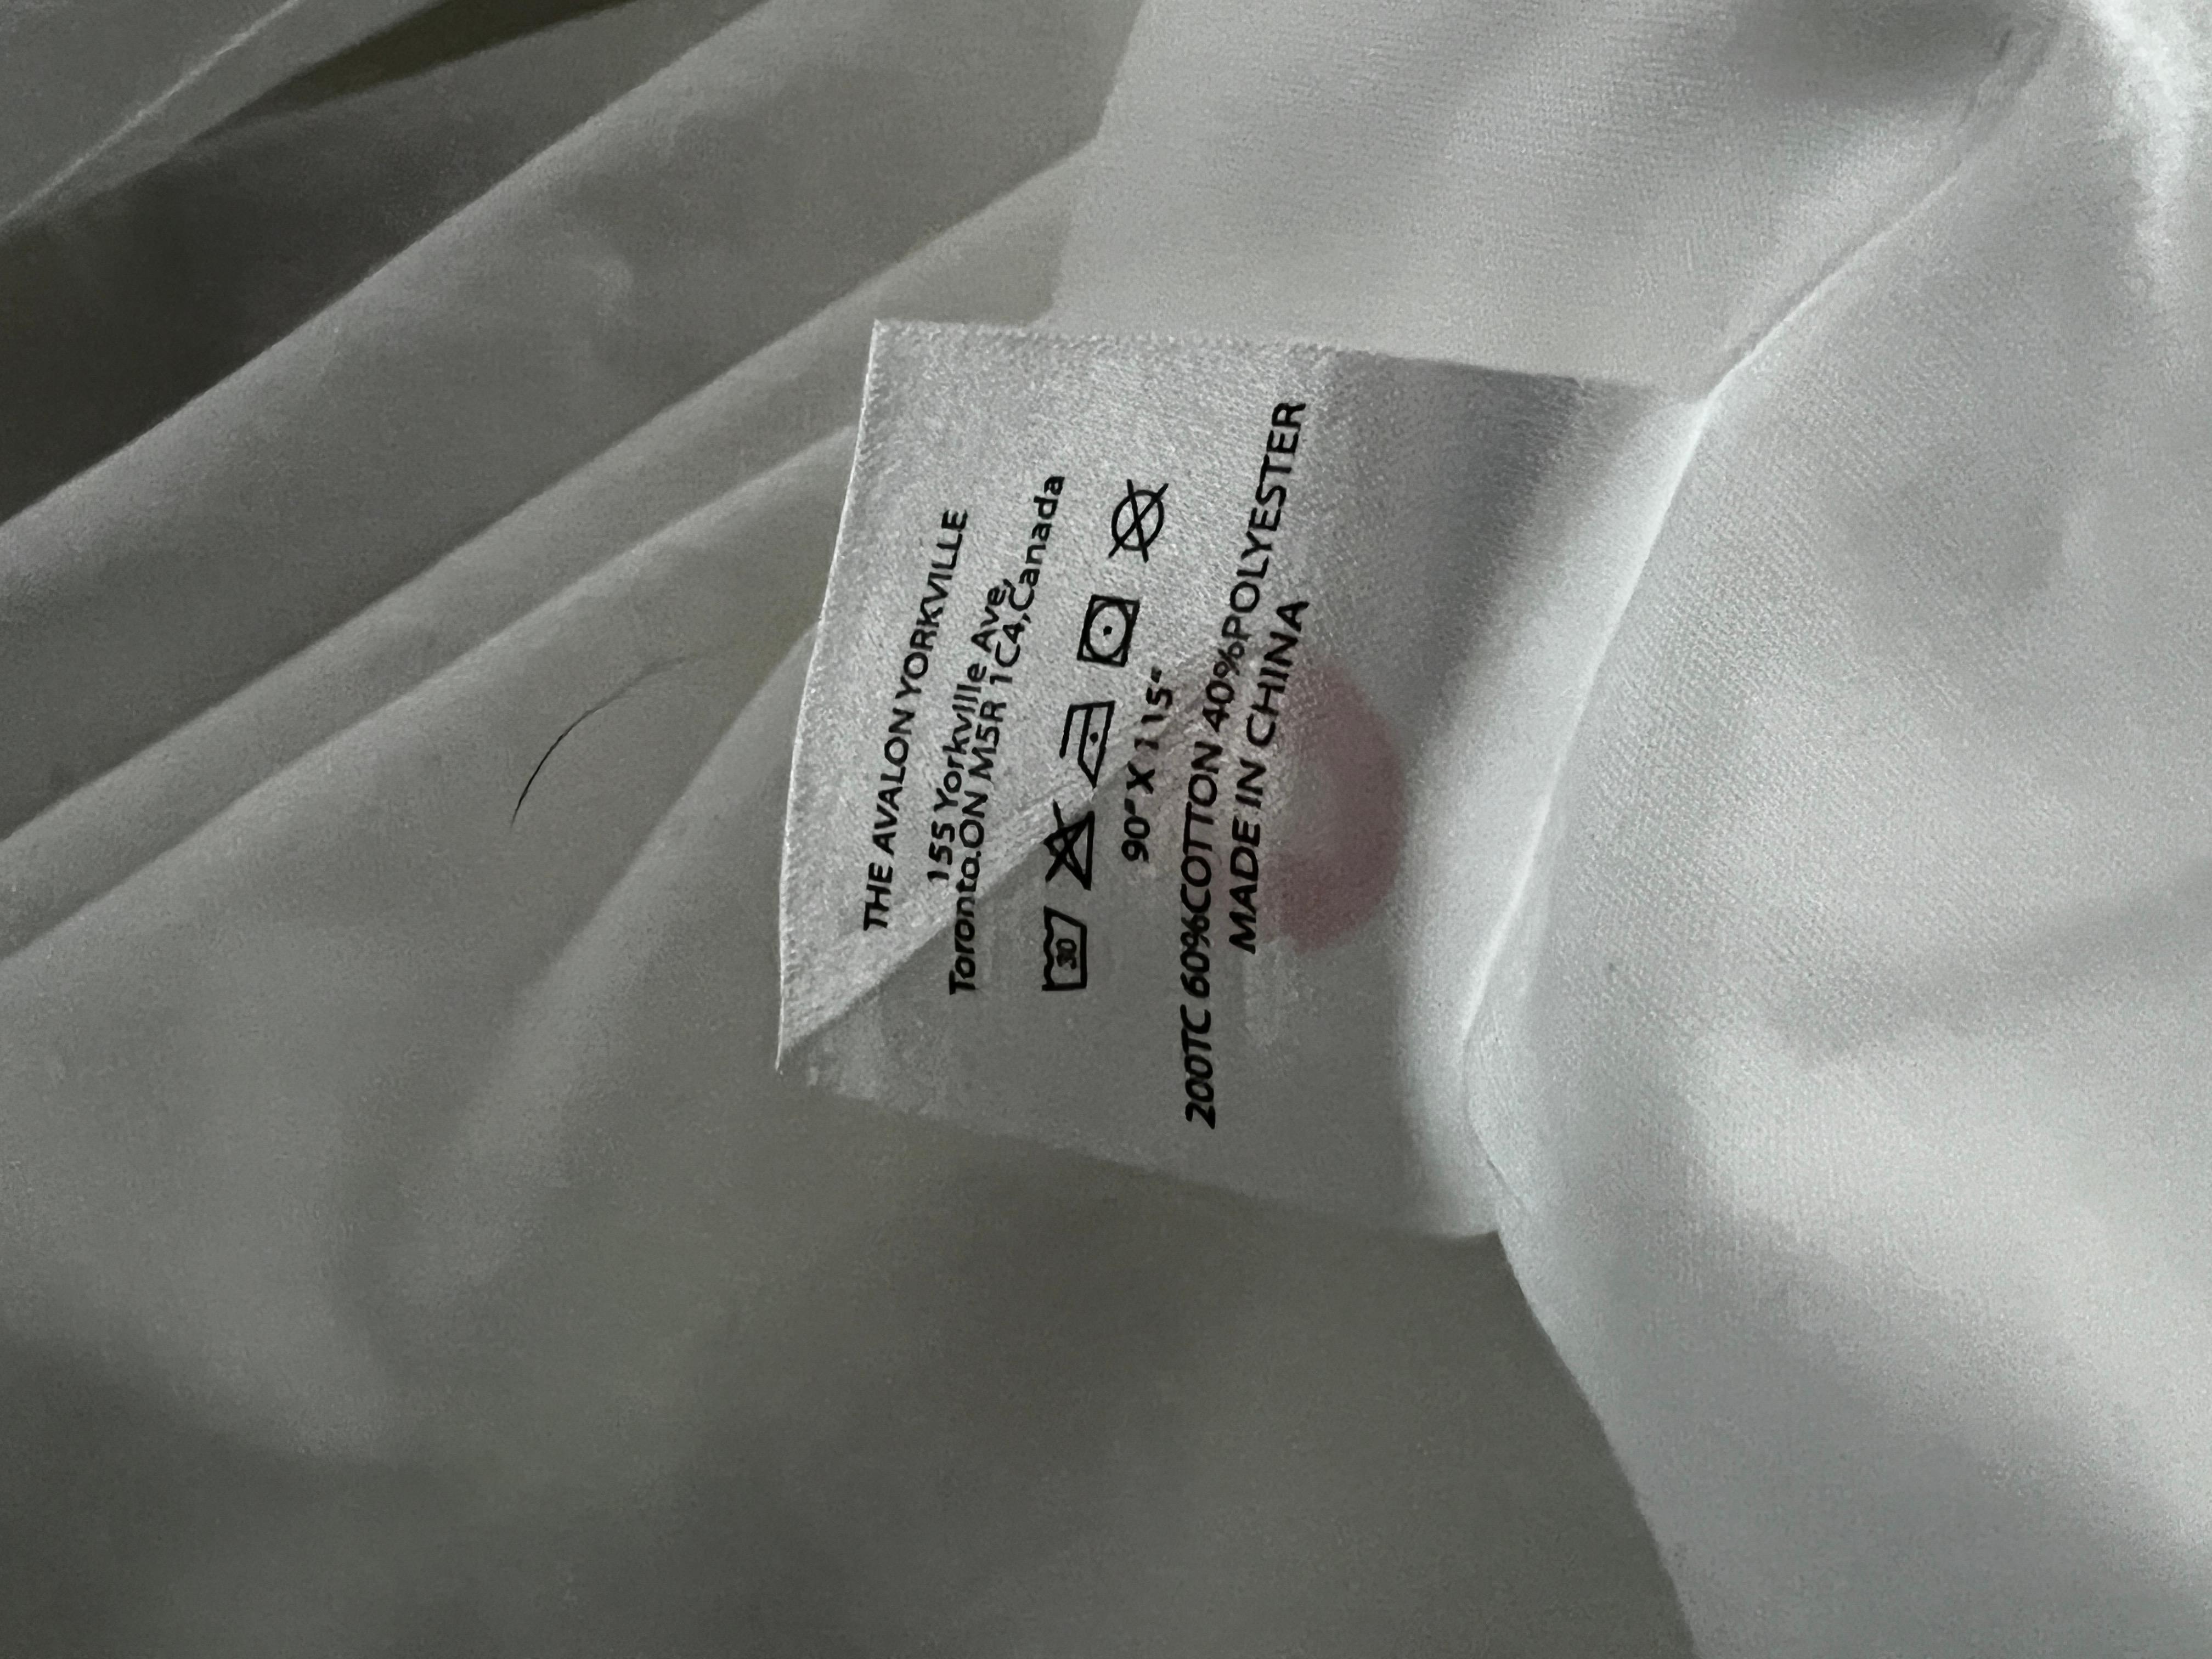 THE AVALON YORKVILLE
155 Yorkville Ave,
Toronto.ON M5R 1C4,Canada
30
90" X 115"
200TC 60%COTTON 40%POLYESTER
MADE IN CHINA